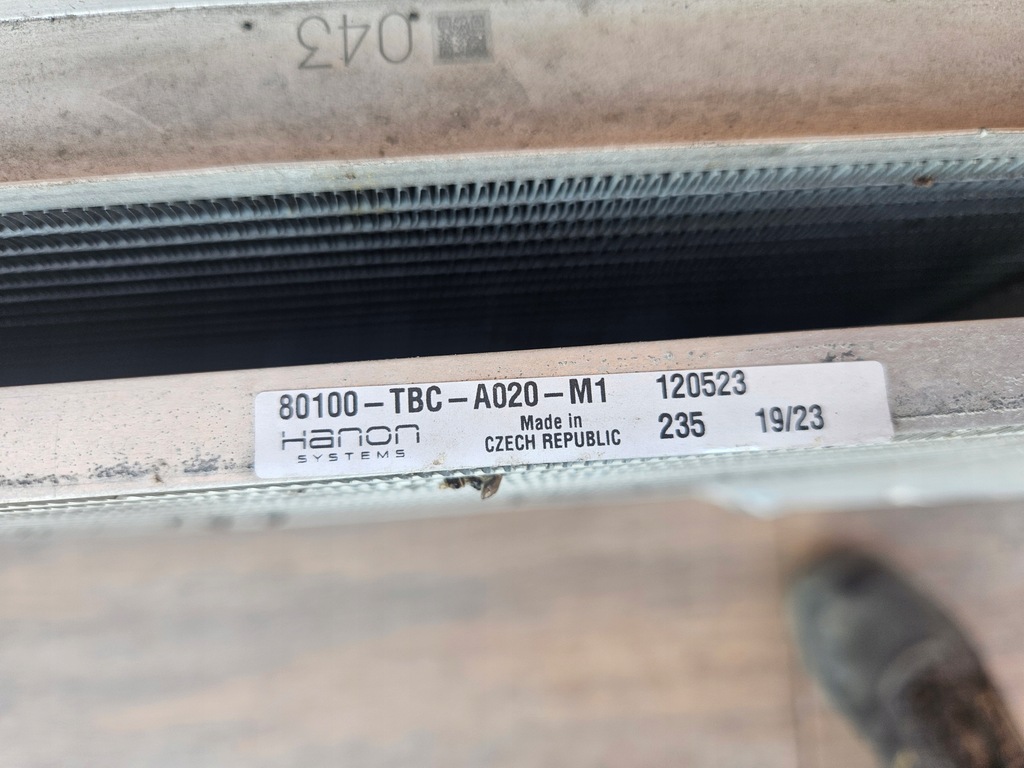 043
80100-TBC-A020-M1 120523
Hanon
SYSTEMS
Made in
CZECH REPUBLIC
235 19/23